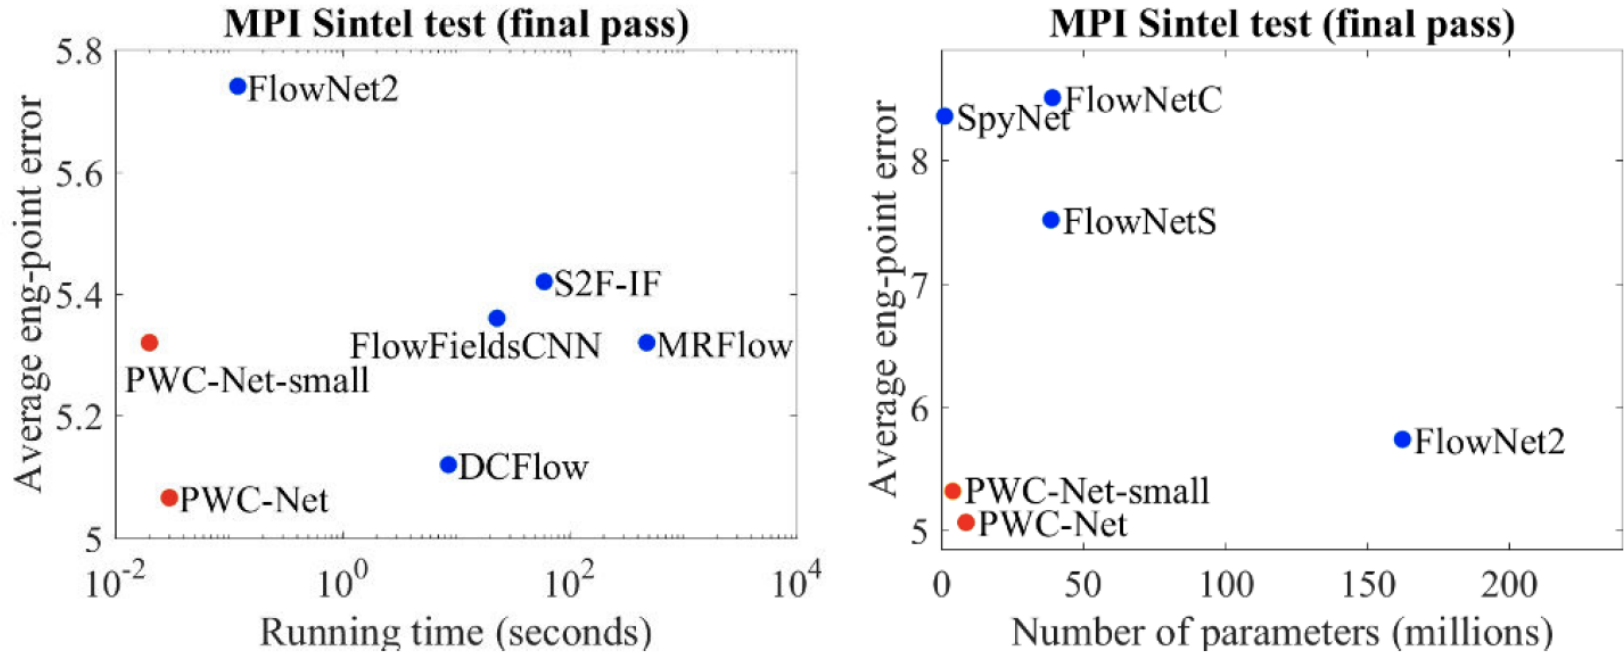 MPI Sintel test (final pass)
Average eng-point error
5.8
5.6
5.4
5.2
5
FlowNet2
S2F-IF
FlowFieldsCNN
MRFlow
PWC-Net-small
DCFlow
PWC-Net
10^-2
10^0
10^2
10^4
Running time (seconds)
MPI Sintel test (final pass)
Average eng-point error
8
7
6
5
FlowNetC
SpyNet
FlowNetS
FlowNet2
PWC-Net-small
PWC-Net
0
50
100
150
200
Number of parameters (millions)